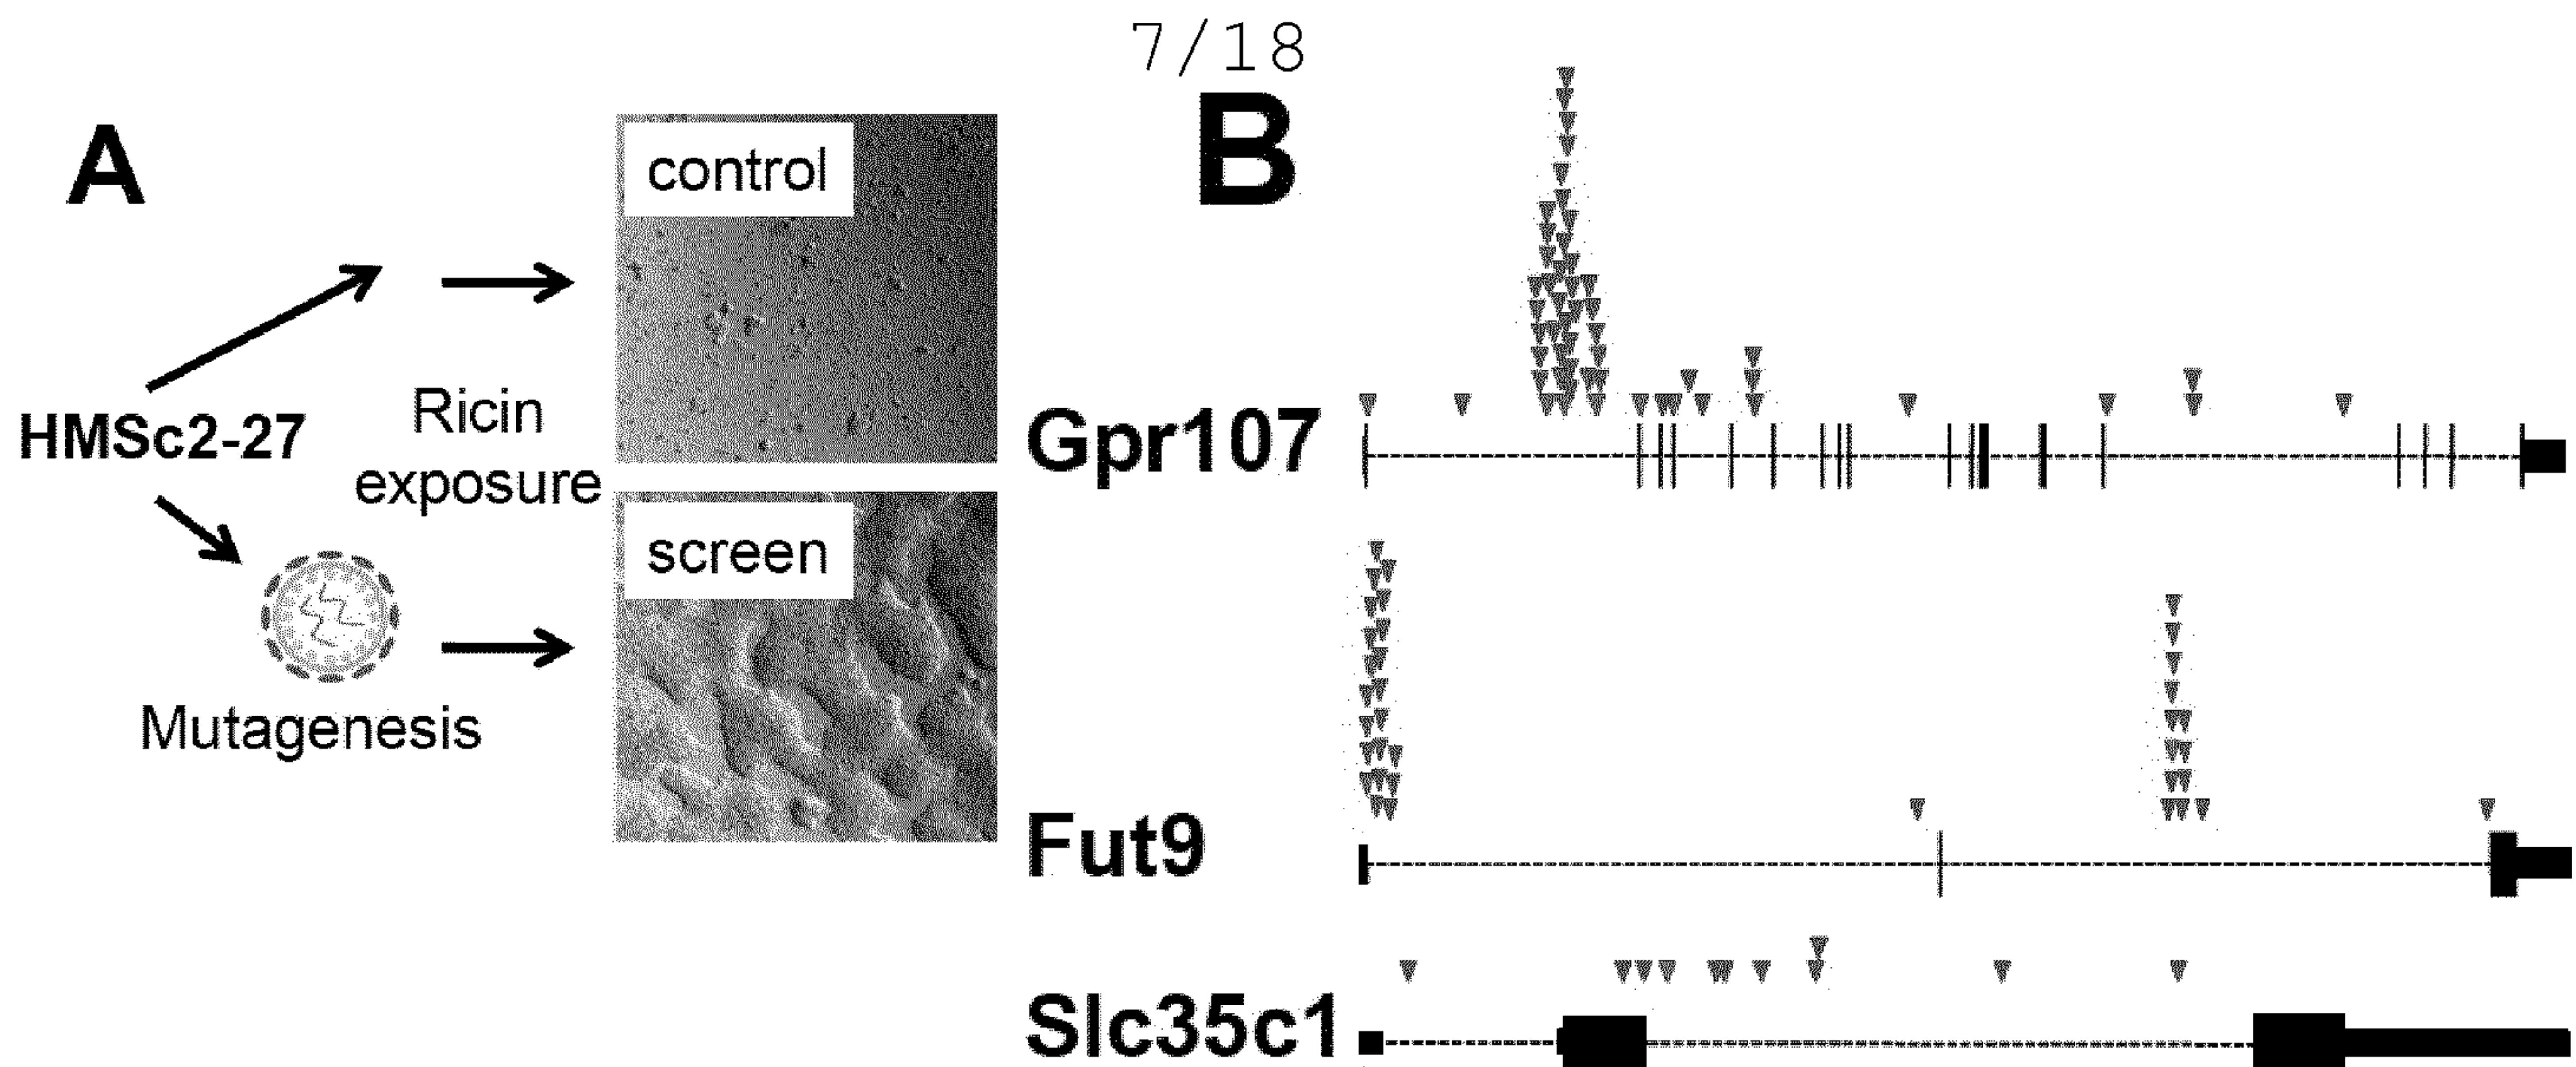 7/18
A
B
control
HMSc2-27
Ricin
exposure
screen
Mutagenesis
Gpr107
Fut9
Slc35c1